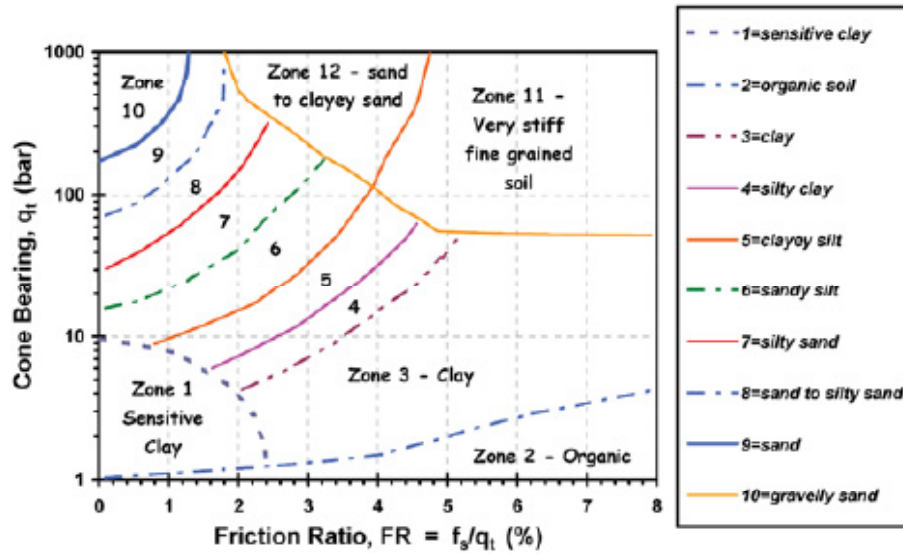 1000
100
10
1
Cone Bearing, qt (bar)
Zone
10
9
8
7
6
5
4
Zone 12 - sand
to clayey sand
Zone 11 -
Very stiff
fine grained
soil
Zone 1
Sensitive
Clay
Zone 3 - Clay
Zone 2 - Organic
0 1 2 3 4 5 6 7 8
Friction Ratio, FR = fs/qt (%)
1=sensitive clay
2=organic soil
3=clay
4=silty clay
5=clayey silt
6=sandy silt
7=silty sand
8=sand to silty sand
9=sand
10=gravelly sand